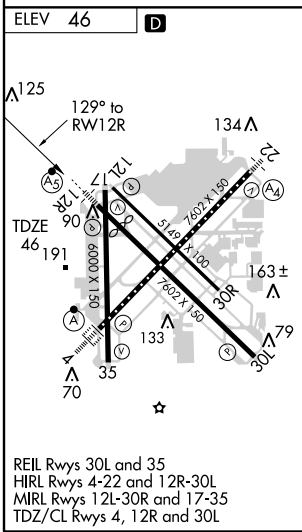 ELEV 46
D
125
129° to
RW12R
134
22
A5
A4
V
17
12L
P
12R
90
V
P
P
TDZE
46
191
6000 X 150
5149 X 100
7602 X 150
7602 X 150
163±
30R
A
P
133
79
30L
P
4
V
35
70
REIL Rwys 30L and 35
HIRL Rwys 4-22 and 12R-30L
MIRL Rwys 12L-30R and 17-35
TDZ/CL Rwys 4, 12R and 30L